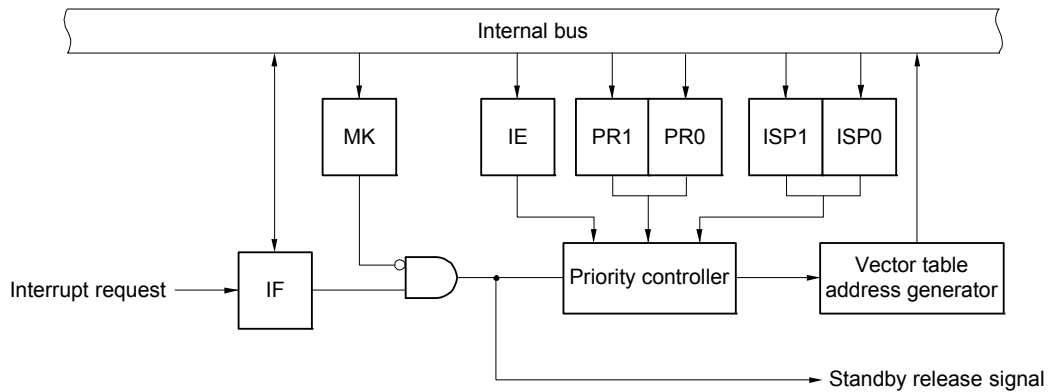 Internal bus
MK
IE
PR1
PR0
ISP1
ISP0
Interrupt request
IF
Priority controller
Vector table
address generator
Standby release signal